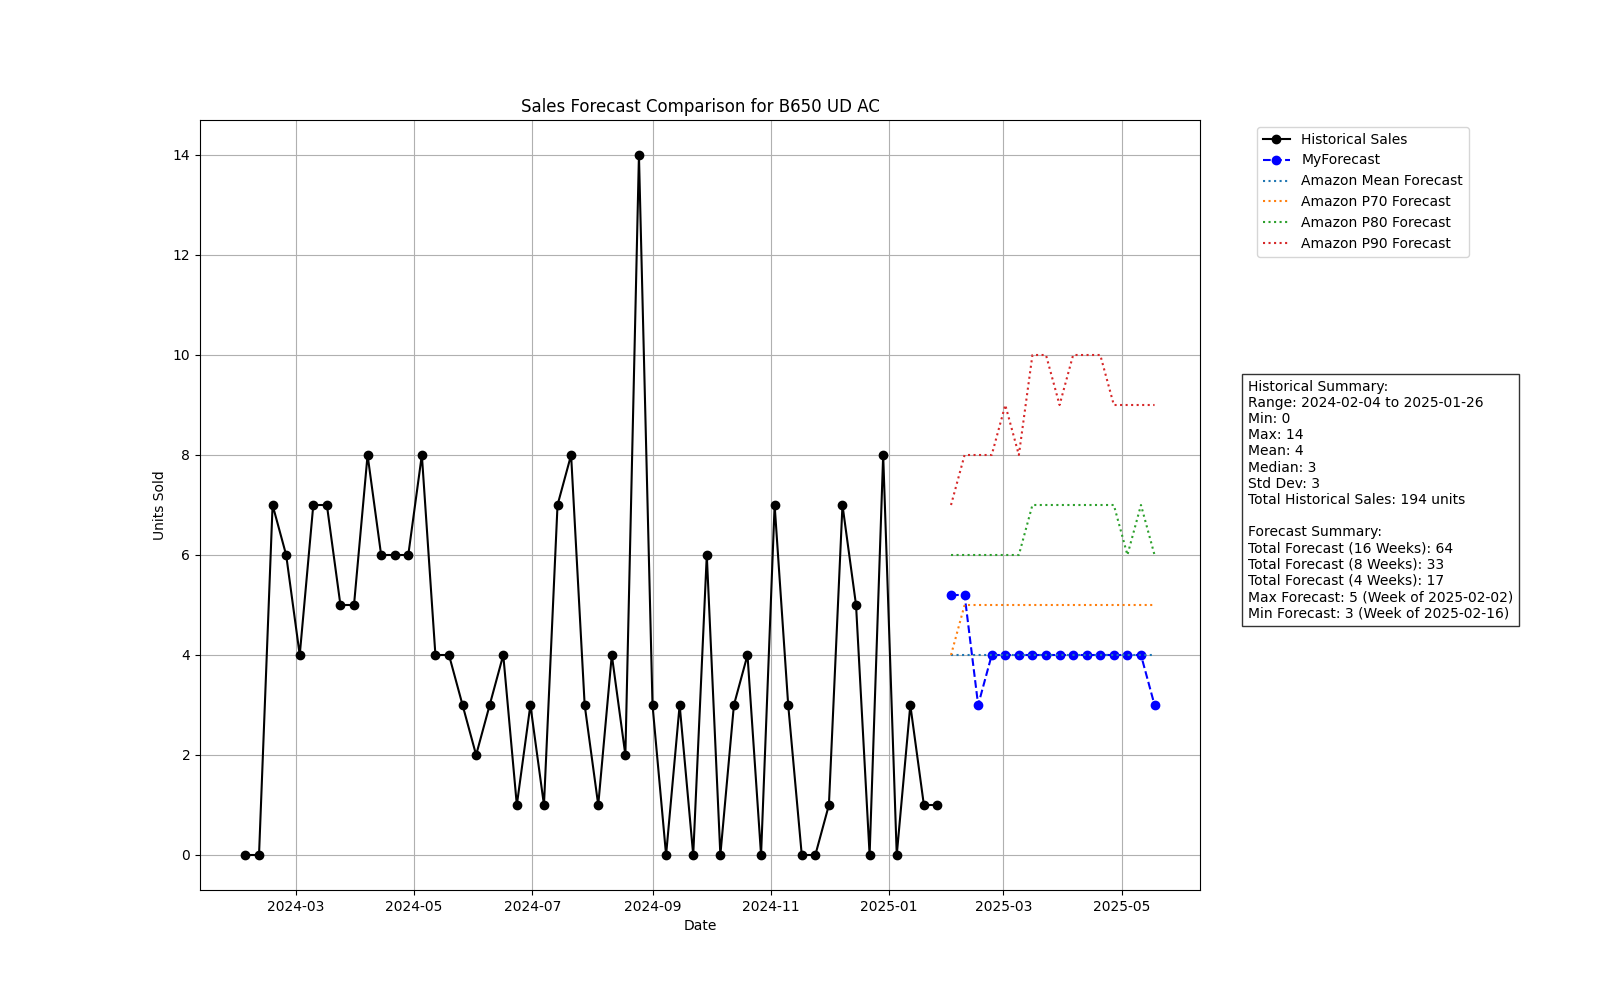 Sales Forecast Comparison for B650 UD AC
Units Sold
14
12
10
8
6
4
2
0
2024-03
2024-05
2024-07
2024-09
2024-11
2025-01
2025-03
2025-05
Date
Historical Sales
MyForecast
Amazon Mean Forecast
Amazon P70 Forecast
Amazon P80 Forecast
Amazon P90 Forecast
Historical Summary:
Range: 2024-02-04 to 2025-01-26
Min: 0
Max: 14
Mean: 4
Median: 3
Std Dev: 3
Total Historical Sales: 194 units
Forecast Summary:
Total Forecast (16 Weeks): 64
Total Forecast (8 Weeks): 33
Total Forecast (4 Weeks): 17
Max Forecast: 5 (Week of 2025-02-02)
Min Forecast: 3 (Week of 2025-02-16)